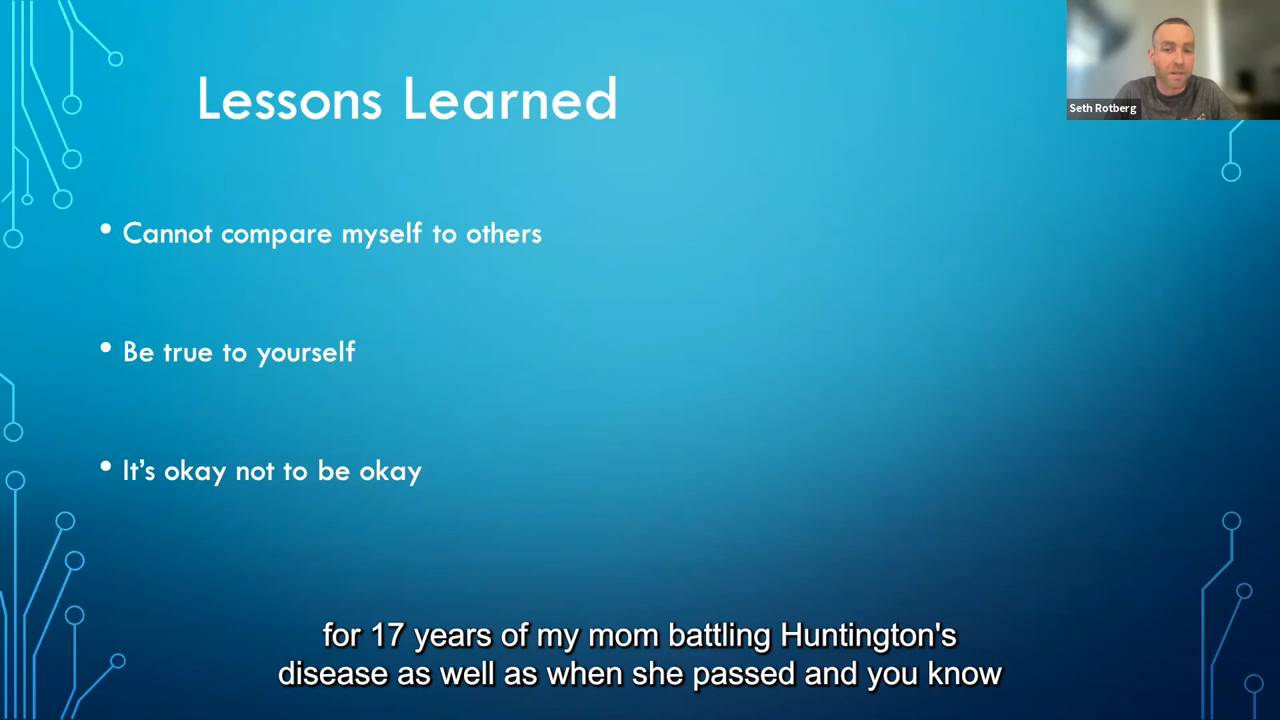 Lessons Learned
Seth Rotberg
• Cannot compare myself to others
• Be true to yourself
• It's okay not to be okay
for 17 years of my mom battling Huntington's
disease as well as when she passed and you know